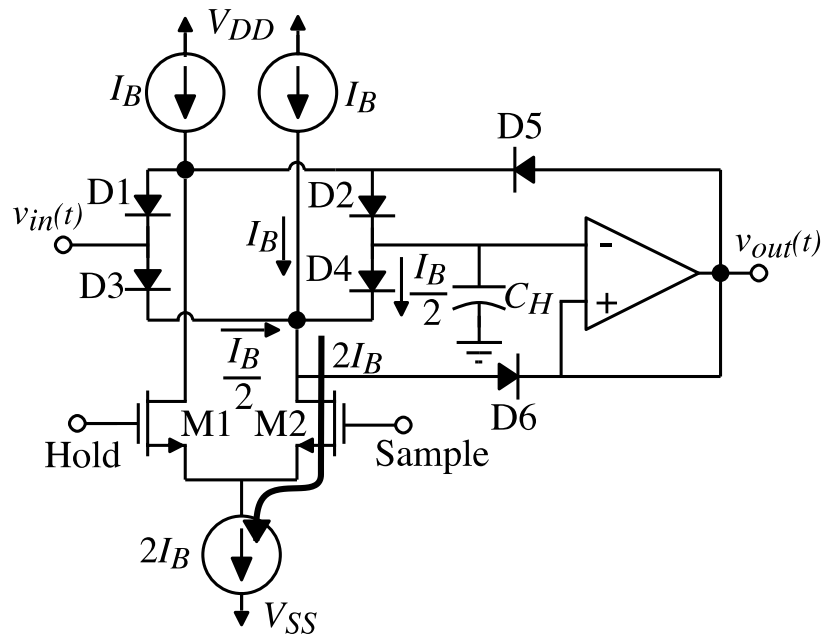 V_DD
I_B
I_B
D5
D1
D2
v_in(t)
I_B
v_out(t)
-
D3
D4
I_B/2
C_H
+
I_B/2
2I_B
M1
M2
D6
Hold
Sample
2I_B
V_SS